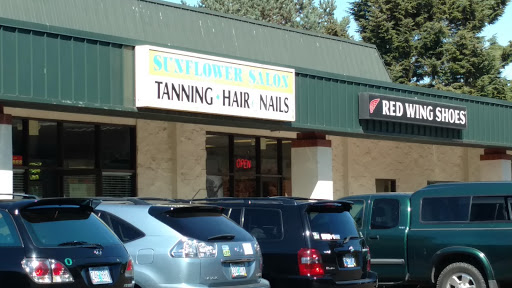 SUNFLOWER SALON
TANNING • HAIR • NAILS
RED WING SHOES
OPEN